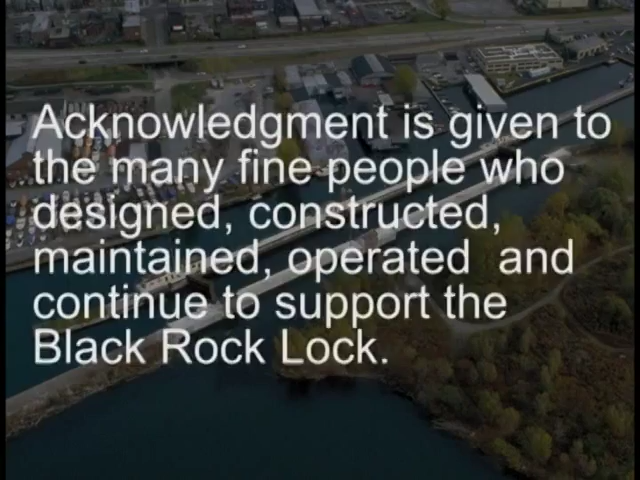 Acknowledgment is given to
the many fine people who
designed, constructed,
maintained, operated  and
continue to support the
Black Rock Lock.